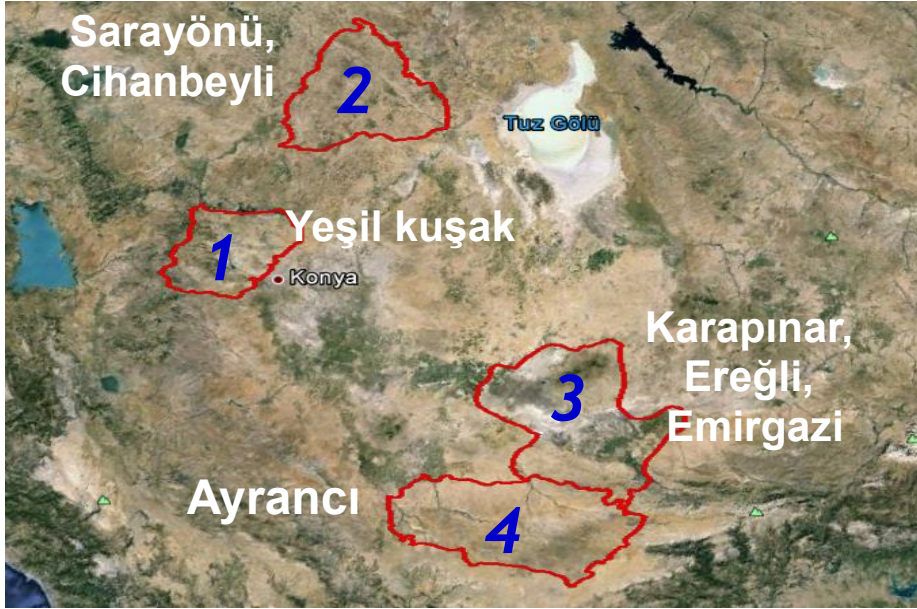 Sarayönü,
Cihanbeyli
2
Tuz Gölü
1
Yeşil kuşak
Konya
Karapınar,
Ereğli,
Emirgazi
3
Ayrancı
4